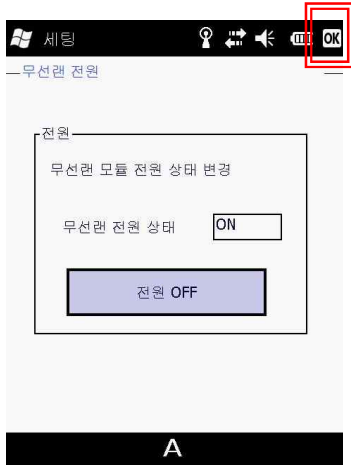 세팅 OK
무선랜 전원
전원
무선랜 모듈 전원 상태 변경
무선랜 전원 상태 ON
전원 OFF
A